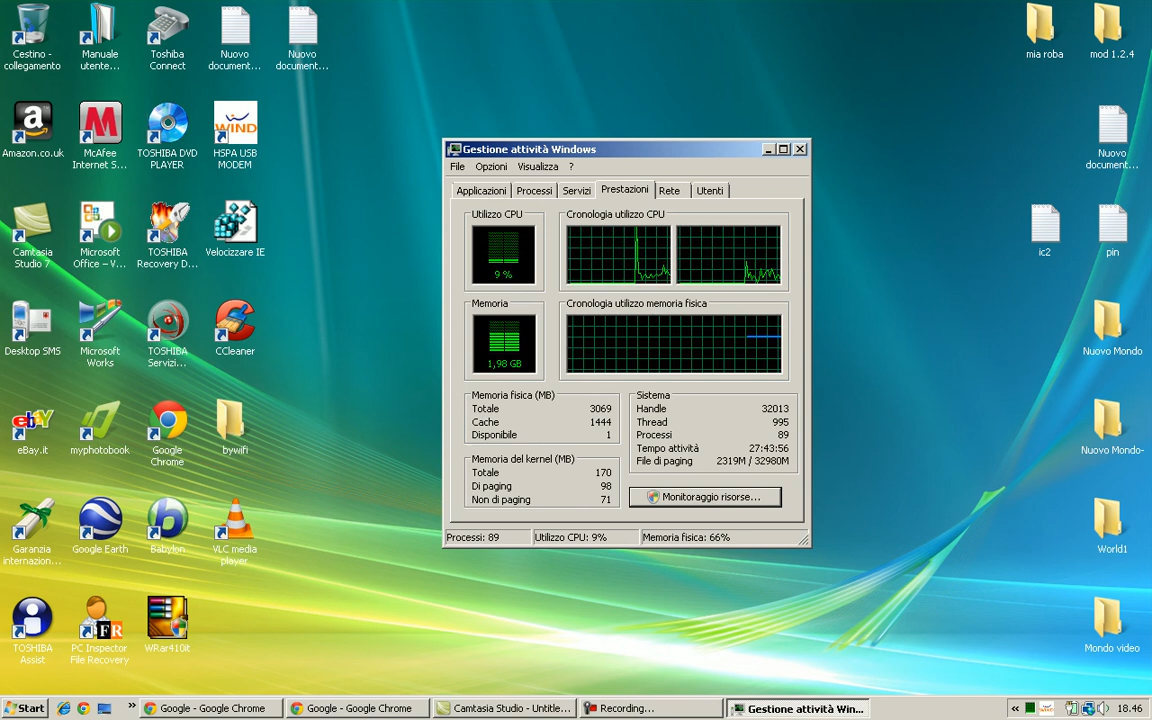 Cestino -
collegamento
Manuale
utente...
Toshiba
Connect
Nuovo
document...
Nuovo
document...
mia roba
mod 1.2.4
Amazon.co.uk
McAfee
Internet S...
TOSHIBA DVD
PLAYER
WIND
HSPA USB
MODEM
Nuovo
document...
Camtasia
Studio 7
Microsoft
Office – V...
TOSHIBA
Recovery D...
Velocizzare IE
ic2
pin
Desktop SMS
Microsoft
Works
TOSHIBA
Servizi...
CCleaner
Nuovo Mondo
ebY
eBay.it
myphotobook
Google
Chrome
bywifi
Nuovo Mondo-
Garanzia
internazion...
Google Earth
Babylon
VLC media
player
World1
TOSHIBA
Assist
FR
PC Inspector
File Recovery
WRar410it
Mondo video
Gestione attività Windows
File Opzioni Visualizza ?
Applicazioni Processi Servizi Prestazioni Rete Utenti
Utilizzo CPU
9 %
Cronologia utilizzo CPU
Memoria
1,98 GB
Cronologia utilizzo memoria fisica
Memoria fisica (MB)
Totale 3069
Cache 1444
Disponibile 1
Memoria del kernel (MB)
Totale 170
Di paging 98
Non di paging 71
Sistema
Handle 32013
Thread 995
Processi 89
Tempo attività 27:43:56
File di paging 2319M / 32980M
Monitoraggio risorse...
Processi: 89 Utilizzo CPU: 9% Memoria fisica: 66%
Start » Google - Google Chrome Google - Google Chrome Camtasia Studio - Untitle... Recording... Gestione attività Win... « 18.46